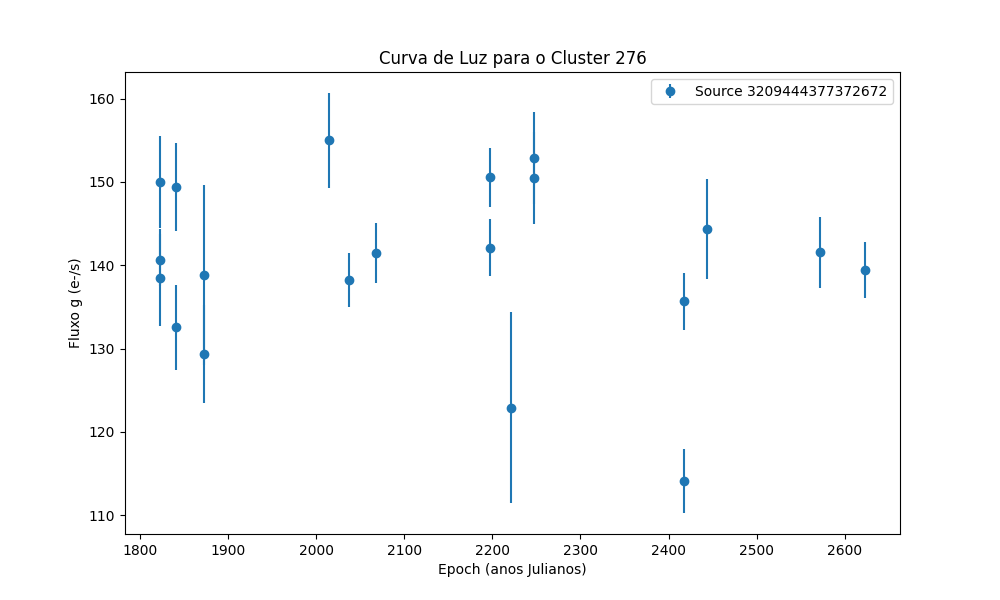 Curva de Luz para o Cluster 276
Source 3209444377372672
160
150
140
130
120
110
Fluxo g (e-/s)
1800 1900 2000 2100 2200 2300 2400 2500 2600
Epoch (anos Julianos)